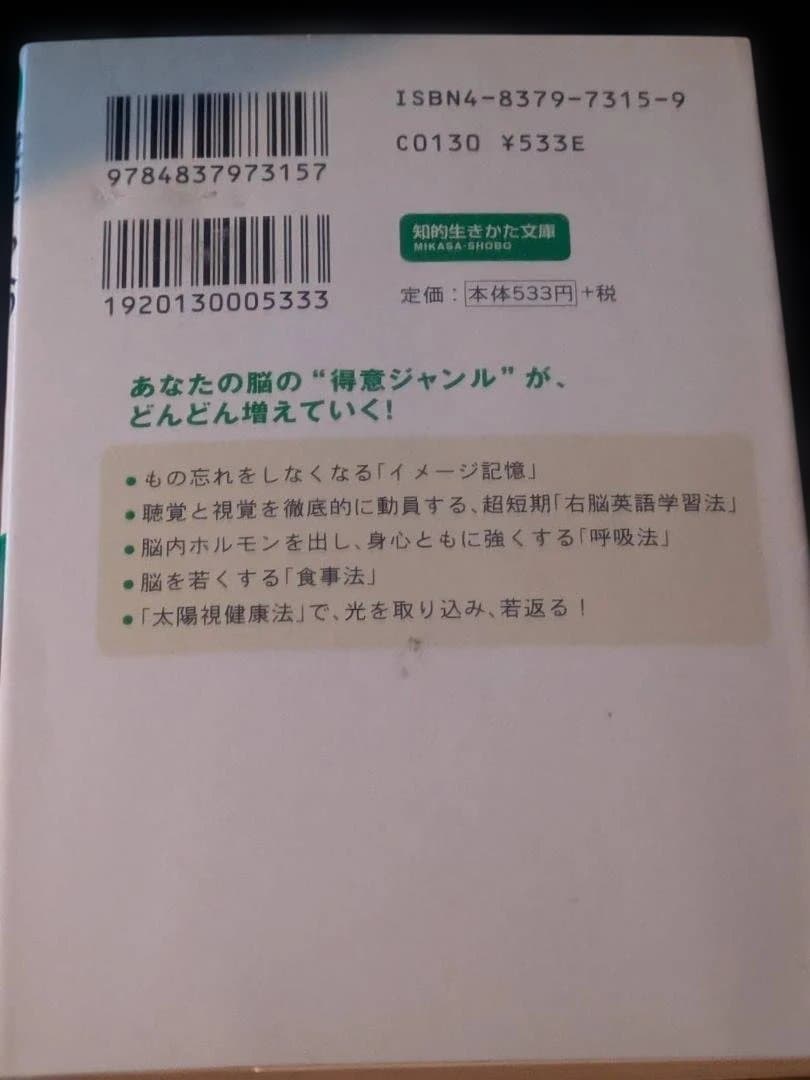 ISBN4-8379-7315-9
C0130 ¥533E
9784837973157
知的生きかた文庫
MIKASA-SHOBO
1920130005333
定価：本体533円+税
あなたの脳の“得意ジャンル”が、
どんどん増えていく！
●もの忘れをしなくなる「イメージ記憶」
●聴覚と視覚を徹底的に動員する、超短期「右脳英語学習法」
●脳内ホルモンを出し、身心ともに強くする「呼吸法」
●脳を若くする「食事法」
●「太陽視健康法」で、光を取り込み、若返る！